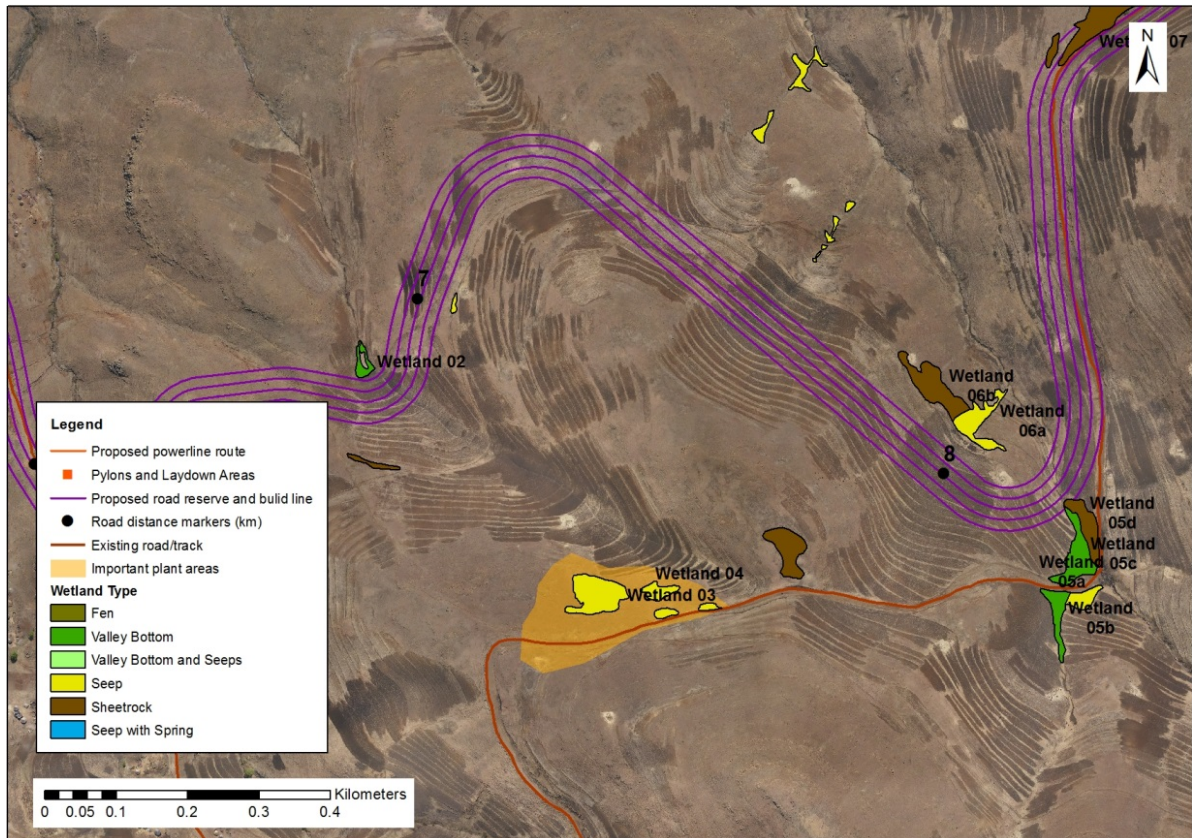 Wet 07
N
7
Wetland 02
Wetland
06b
Wetland
06a
8
Wetland
05d
Wetland
05c
Wetland
05a
Wetland
05b
Wetland 04
Wetland 03
Legend
Proposed powerline route
Pylons and Laydown Areas
Proposed road reserve and bulid line
Road distance markers (km)
Existing road/track
Important plant areas
Wetland Type
Fen
Valley Bottom
Valley Bottom and Seeps
Seep
Sheetrock
Seep with Spring
Kilometers
0 0.05 0.1 0.2 0.3 0.4